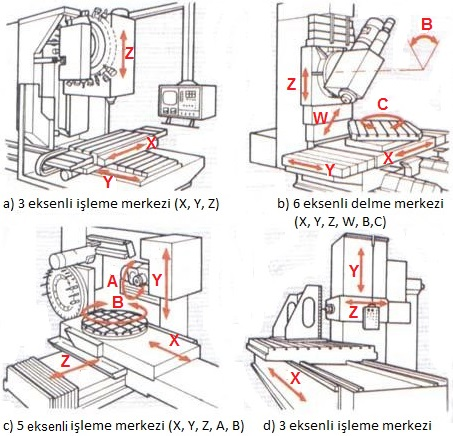 Z
X
Y
a) 3 eksenli işleme merkezi (X, Y, Z)
B
Z
C
W
Y
X
b) 6 eksenli delme merkezi
(X, Y, Z, W, B,C)
A
Y
B
X
Z
c) 5 eksenli işleme merkezi (X, Y, Z, A, B)
Y
Z
X
d) 3 eksenli işleme merkezi